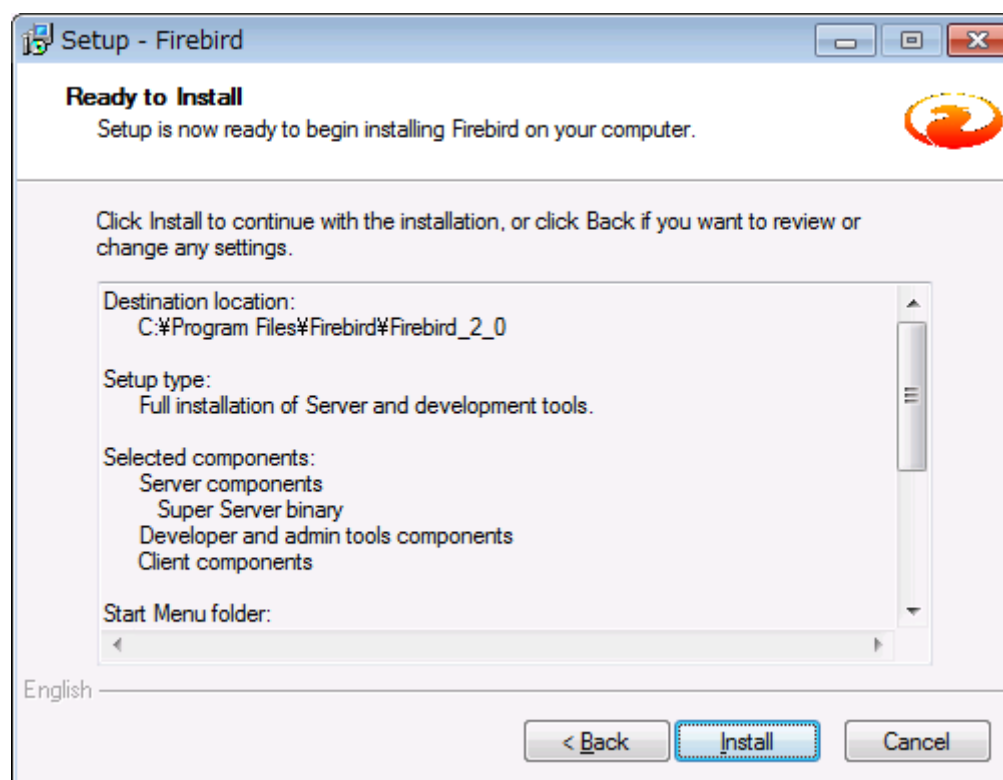 Setup - Firebird
Ready to Install
Setup is now ready to begin installing Firebird on your computer.
Click Install to continue with the installation, or click Back if you want to review or
change any settings.
Destination location:
C:¥Program Files¥Firebird¥Firebird_2_0
Setup type:
Full installation of Server and development tools.
Selected components:
Server components
Super Server binary
Developer and admin tools components
Client components
Start Menu folder:
English
< Back
Install
Cancel